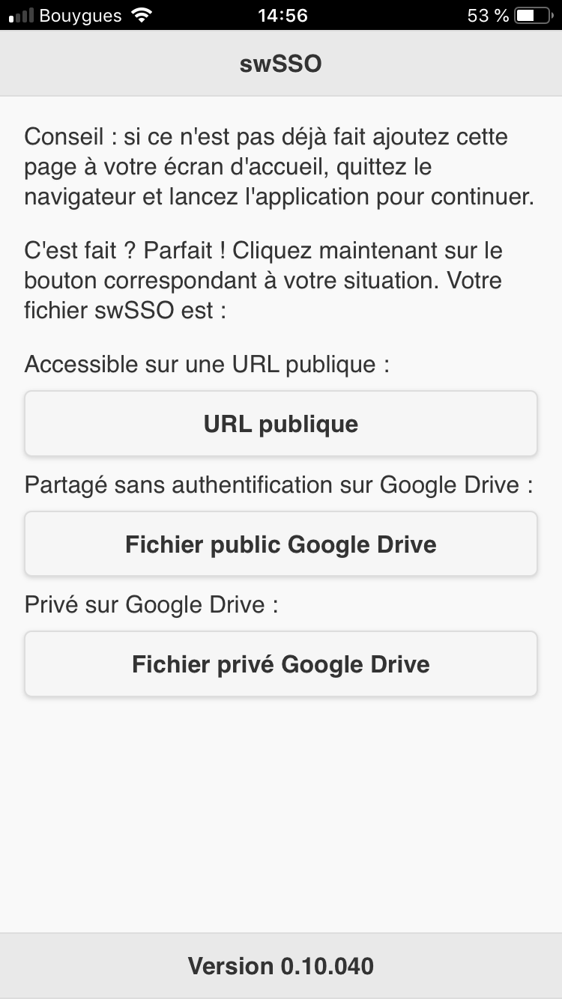 Bouygues 14:56 53 %
swSSO
Conseil : si ce n'est pas déjà fait ajoutez cette
page à votre écran d'accueil, quittez le
navigateur et lancez l'application pour continuer.
C'est fait ? Parfait ! Cliquez maintenant sur le
bouton correspondant à votre situation. Votre
fichier swSSO est :
Accessible sur une URL publique :
URL publique
Partagé sans authentification sur Google Drive :
Fichier public Google Drive
Privé sur Google Drive :
Fichier privé Google Drive
Version 0.10.040